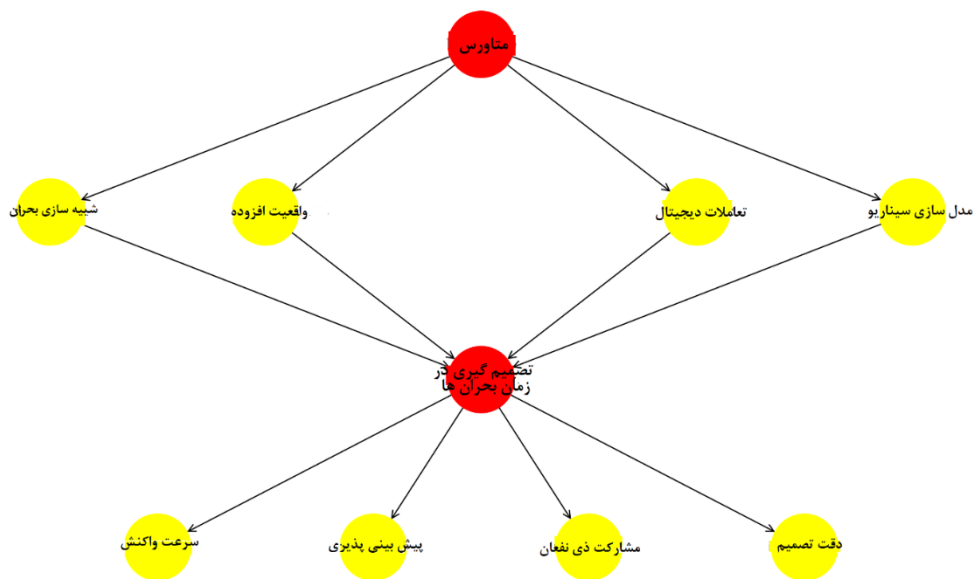 متاورس
مدل سازی سیناریو
تعاملات دیجیتال
واقعیت افزوده
شبیه سازی بحران
تصمیم گیری در
زمان بحران ها
دقت تصمیم
مشارکت ذی نفعان
پیش بینی پذیری
سرعت واکنش